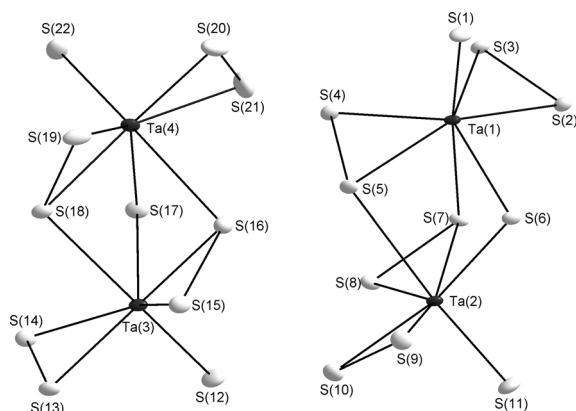 S(22)
S(20)
S(21)
S(19)
Ta(4)
S(18)
S(17)
S(16)
S(15)
S(14)
Ta(3)
S(13)
S(12)
S(1)
S(3)
S(4)
S(2)
Ta(1)
S(5)
S(7)
S(6)
S(8)
Ta(2)
S(9)
S(10)
S(11)